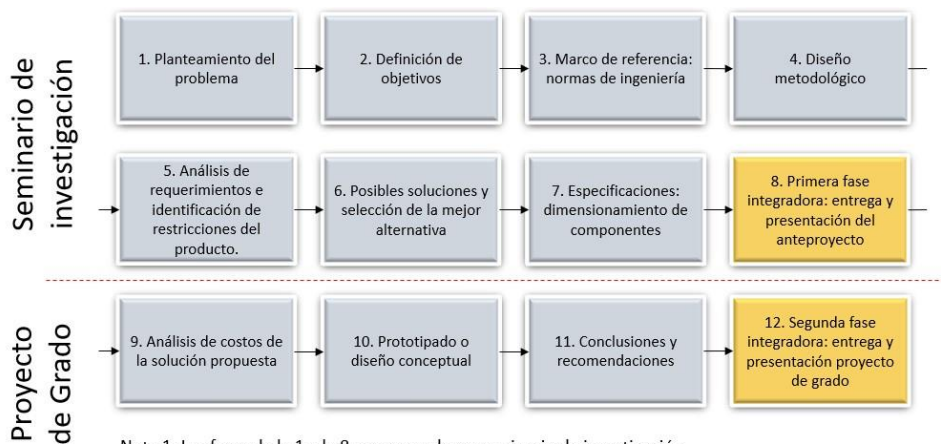 Seminario de
investigación
1. Planteamiento del
problema
2. Definición de
objetivos
3. Marco de referencia:
normas de ingeniería
4. Diseño
metodológico
5. Análisis de
requerimientos e
identificación de
restricciones del
producto.
6. Posibles soluciones y
selección de la mejor
alternativa
7. Especificaciones:
dimensionamiento de
componentes
8. Primera fase
integradora: entrega y
presentación del
anteproyecto
Proyecto
de Grado
9. Análisis de costos de
la solución propuesta
10. Prototipado o
diseño conceptual
11. Conclusiones y
recomendaciones
12. Segunda fase
integradora: entrega y
presentación proyecto
de grado